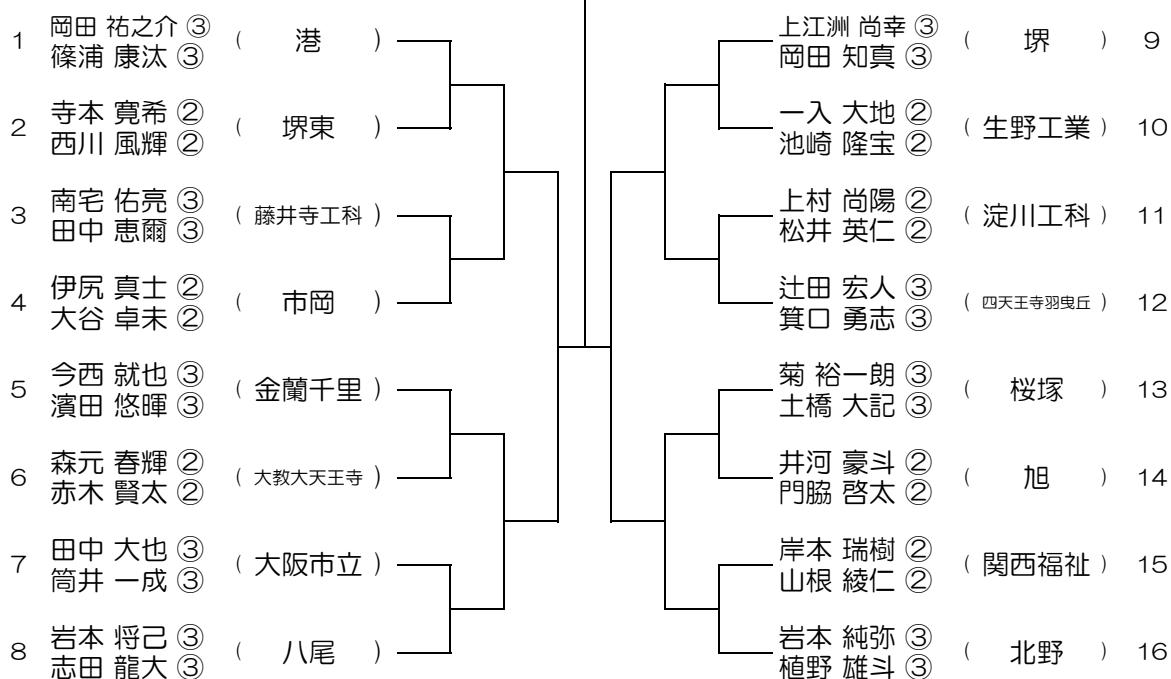 1 岡田 祐之介 ③
篠浦 康汰 ③
( 港 )
2 寺本 寛希 ②
西川 風輝 ②
( 堺東 )
3 南宅 佑亮 ③
田中 恵爾 ③
( 藤井寺工科 )
4 伊尻 真士 ②
大谷 卓未 ②
( 市岡 )
5 今西 就也 ③
濱田 悠暉 ③
( 金蘭千里 )
6 森元 春輝 ②
赤木 賢太 ②
( 大教大天王寺 )
7 田中 大也 ③
筒井 一成 ③
( 大阪市立 )
8 岩本 将己 ③
志田 龍大 ③
( 八尾 )
上江洲 尚幸 ③
岡田 知真 ③
( 堺 ) 9
一入 大地 ②
池崎 隆宝 ②
( 生野工業 ) 10
上村 尚陽 ②
松井 英仁 ②
( 淀川工科 ) 11
辻田 宏人 ③
箕口 勇志 ③
( 四天王寺羽曳丘 ) 12
菊 裕一朗 ③
土橋 大記 ③
( 桜塚 ) 13
井河 豪斗 ②
門脇 啓太 ②
( 旭 ) 14
岸本 瑞樹 ②
山根 綾仁 ②
( 関西福祉 ) 15
岩本 純弥 ③
植野 雄斗 ③
( 北野 ) 16